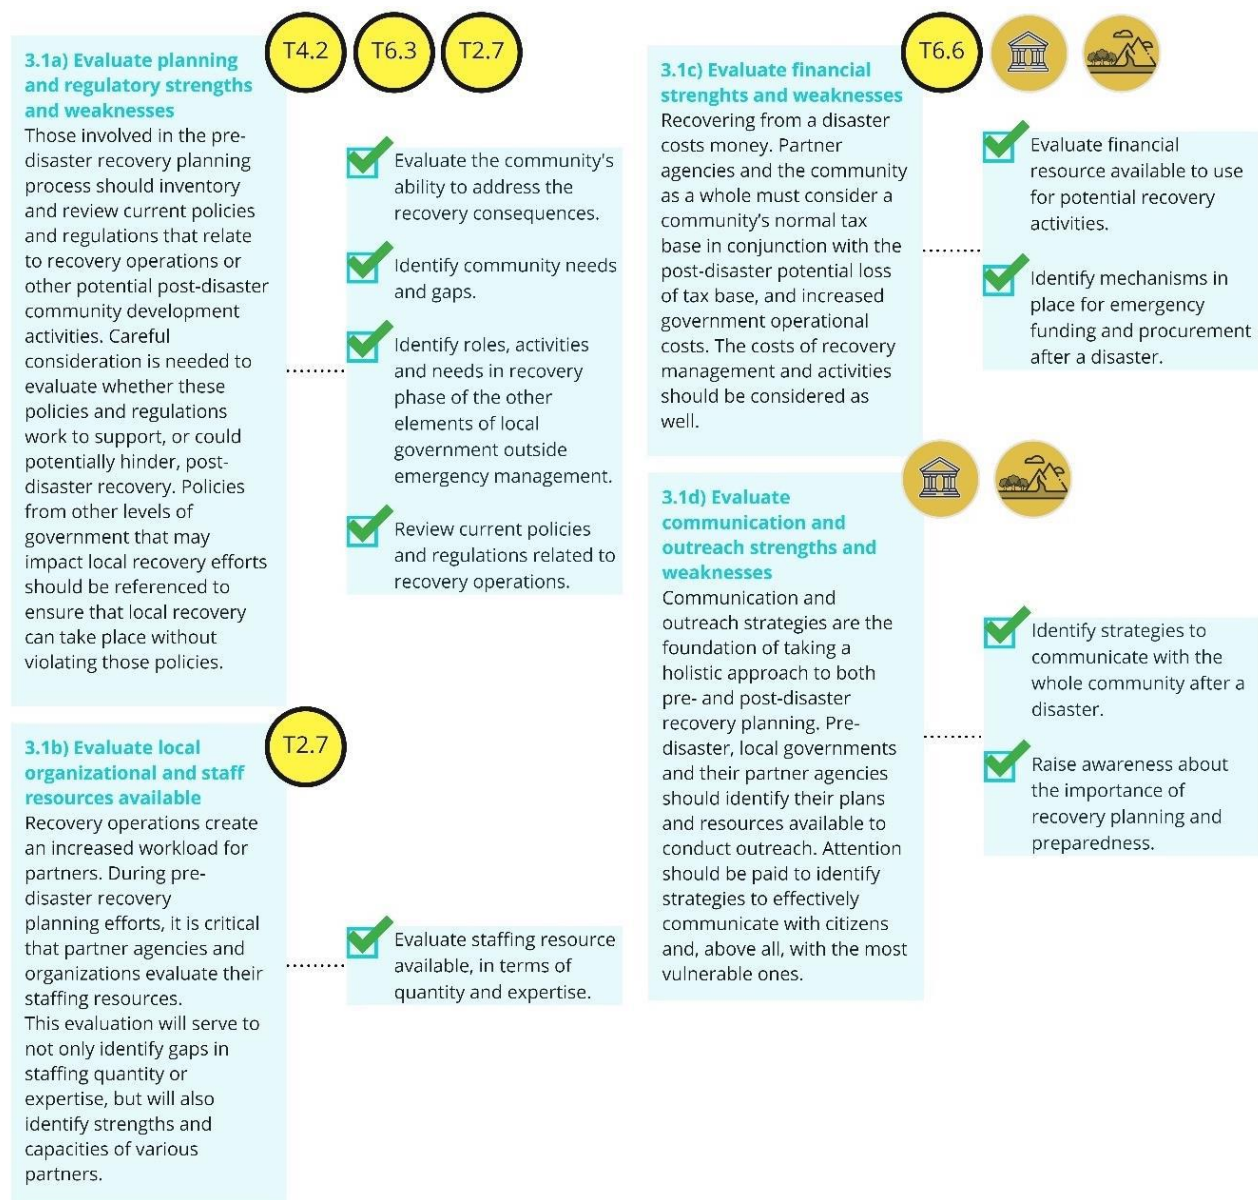 T4.2
T6.3
T2.7
3.1a) Evaluate planning
and regulatory strengths
and weaknesses
Those involved in the pre-
disaster recovery planning
process should inventory
and review current policies
and regulations that relate
to recovery operations or
other potential post-disaster
community development
activities. Careful
consideration is needed to
evaluate whether these
policies and regulations
work to support, or could
potentially hinder, post-
disaster recovery. Policies
from other levels of
government that may
impact local recovery efforts
should be referenced to
ensure that local recovery
can take place without
violating those policies.
Evaluate the community's
ability to address the
recovery consequences.
Identify community needs
and gaps.
Identify roles, activities
and needs in recovery
phase of the other
elements of local
government outside
emergency management.
Review current policies
and regulations related to
recovery operations.
T2.7
3.1b) Evaluate local
organizational and staff
resources available
Recovery operations create
an increased workload for
partners. During pre-
disaster recovery
planning efforts, it is critical
that partner agencies and
organizations evaluate their
staffing resources.
This evaluation will serve to
not only identify gaps in
staffing quantity or
expertise, but will also
identify strengths and
capacities of various
partners.
Evaluate staffing resource
available, in terms of
quantity and expertise.
T6.6
3.1c) Evaluate financial
strenghts and weaknesses
Recovering from a disaster
costs money. Partner
agencies and the community
as a whole must consider a
community’s normal tax
base in conjunction with the
post-disaster potential loss
of tax base, and increased
government operational
costs. The costs of recovery
management and activities
should be considered as
well.
Evaluate financial
resource available to use
for potential recovery
activities.
Identify mechanisms in
place for emergency
funding and procurement
after a disaster.
3.1d) Evaluate
communication and
outreach strengths and
weaknesses
Communication and
outreach strategies are the
foundation of taking a
holistic approach to both
pre- and post-disaster
recovery planning. Pre-
disaster, local governments
and their partner agencies
should identify their plans
and resources available to
conduct outreach. Attention
should be paid to identify
strategies to effectively
communicate with citizens
and, above all, with the most
vulnerable ones.
Identify strategies to
communicate with the
whole community after a
disaster.
Raise awareness about
the importance of
recovery planning and
preparedness.